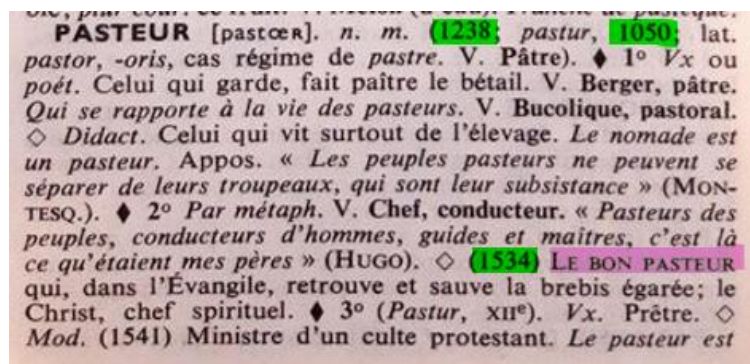 PASTEUR [pastœʀ]. n. m. (1238; pastur, 1050; lat.
pastor, -oris, cas régime de pastre. V. Pâtre). ♦ 1º Vx ou
poét. Celui qui garde, fait paître le bétail. V. Berger, pâtre.
Qui se rapporte à la vie des pasteurs. V. Bucolique, pastoral.
◇ Didact. Celui qui vit surtout de l'élevage. Le nomade est
un pasteur. Appos. « Les peuples pasteurs ne peuvent se
séparer de leurs troupeaux, qui sont leur subsistance » (MON-
TESQ.). ♦ 2º Par métaph. V. Chef, conducteur. « Pasteurs des
peuples, conducteurs d'hommes, guides et maîtres, c'est là
ce qu'étaient mes pères » (HUGO). ◇ (1534) LE BON PASTEUR
qui, dans l'Évangile, retrouve et sauve la brebis égarée; le
Christ, chef spirituel. ♦ 3º (Pastur, XIIe). Vx. Prêtre. ◇
Mod. (1541) Ministre d'un culte protestant. Le pasteur est